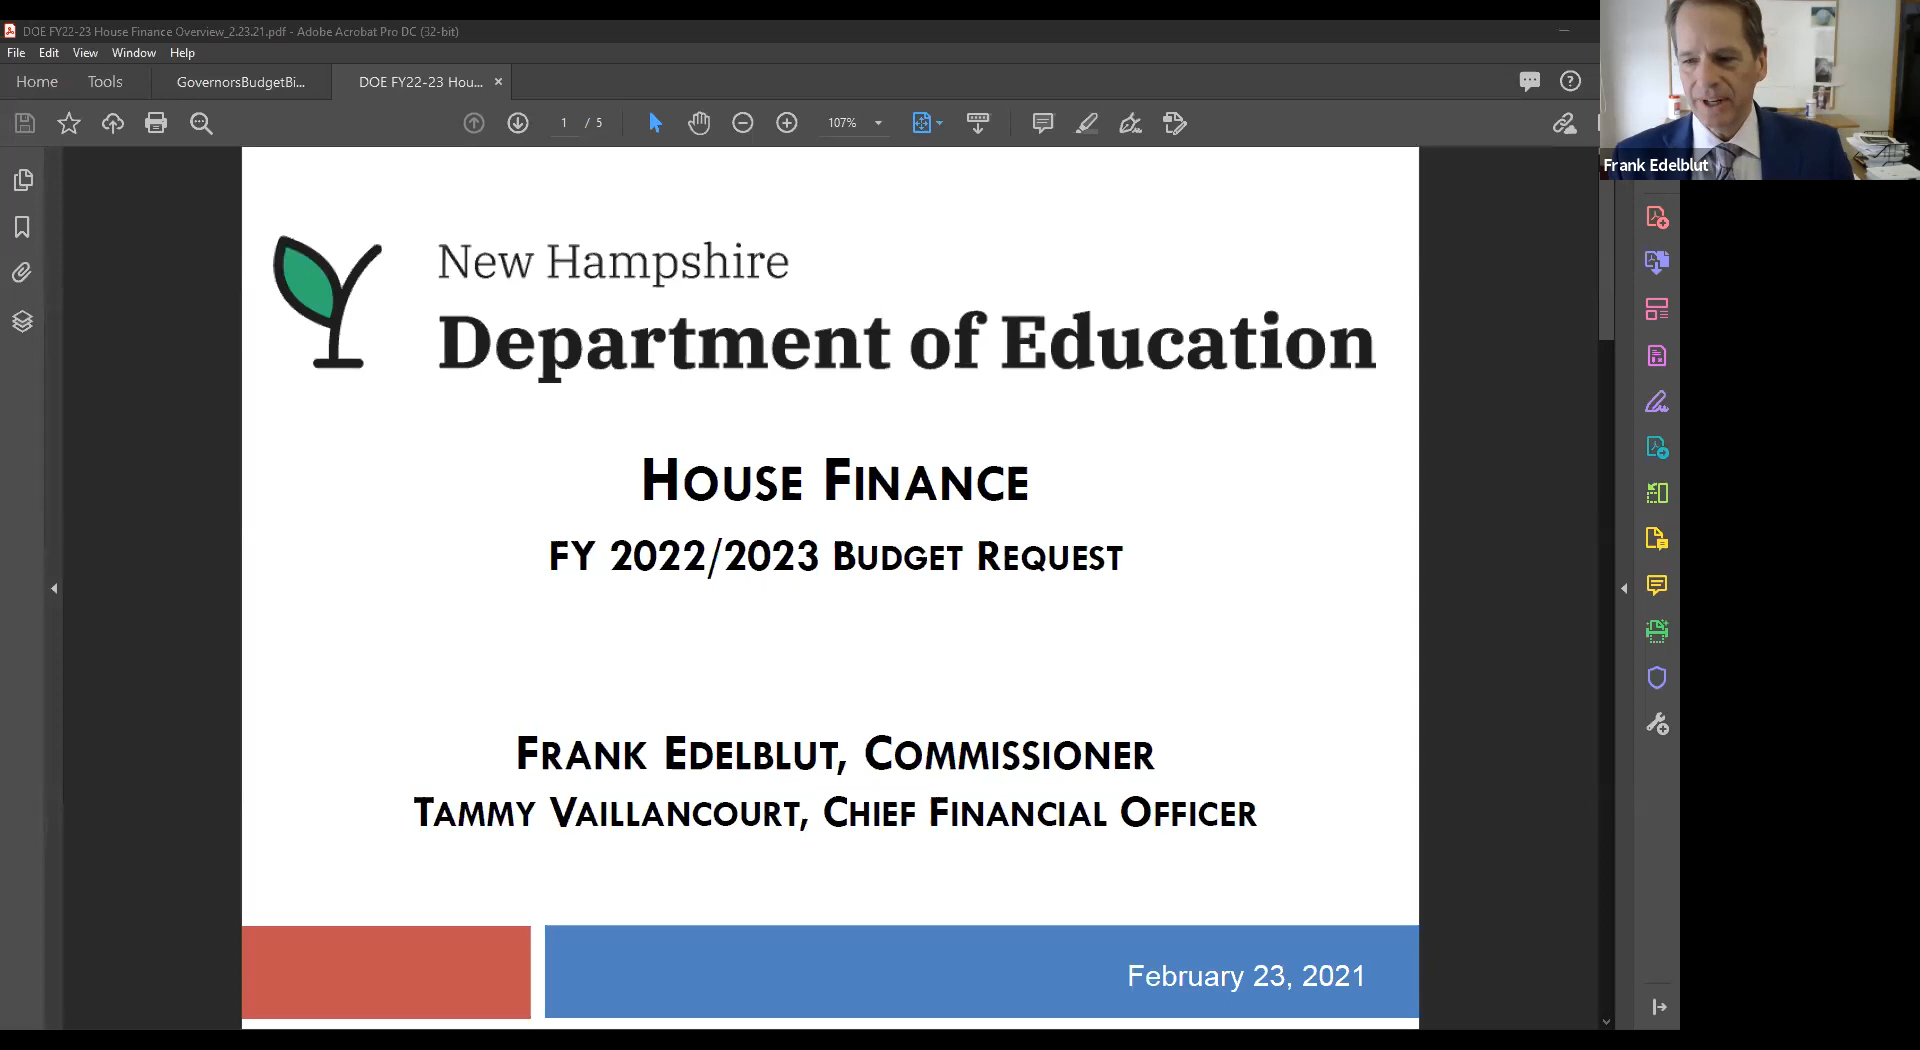 DOE FY22-23 House Finance Overview_2.23.21.pdf - Adobe Acrobat Pro DC (32-bit)
File Edit View Window Help
Home Tools GovernorsBudgetBi... DOE FY22-23 Hou... ×
1 / 5 107%
Frank Edelblut
New Hampshire
Department of Education
HOUSE FINANCE
FY 2022/2023 BUDGET REQUEST
FRANK EDELBLUT, COMMISSIONER
TAMMY VAILLANCOURT, CHIEF FINANCIAL OFFICER
February 23, 2021